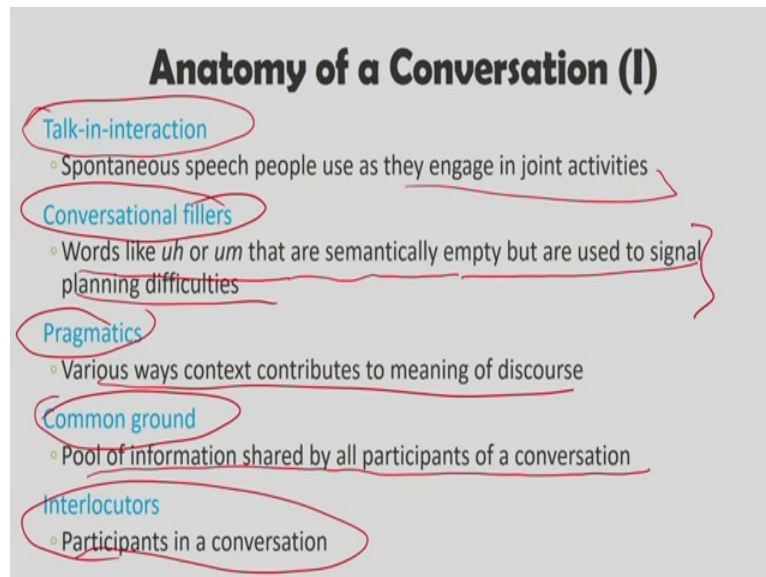 Anatomy of a Conversation (I)
Talk-in-interaction
◦ Spontaneous speech people use as they engage in joint activities
Conversational fillers
◦ Words like uh or um that are semantically empty but are used to signal
planning difficulties
Pragmatics
◦ Various ways context contributes to meaning of discourse
Common ground
◦ Pool of information shared by all participants of a conversation
Interlocutors
◦ Participants in a conversation